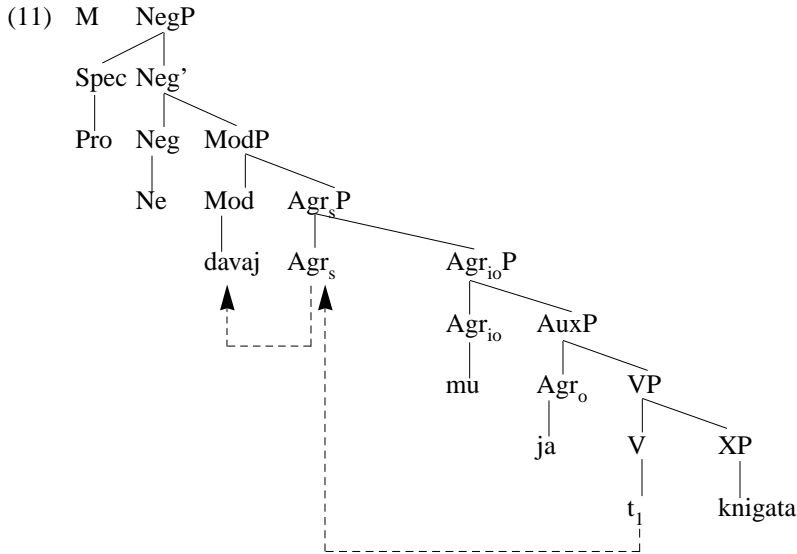 (11) M NegP
Spec Neg’
Pro Neg ModP
Ne Mod AgrsP
davaj Agrs AgrioP
Agrio AuxP
mu Agro VP
ja V XP
t1 knigata